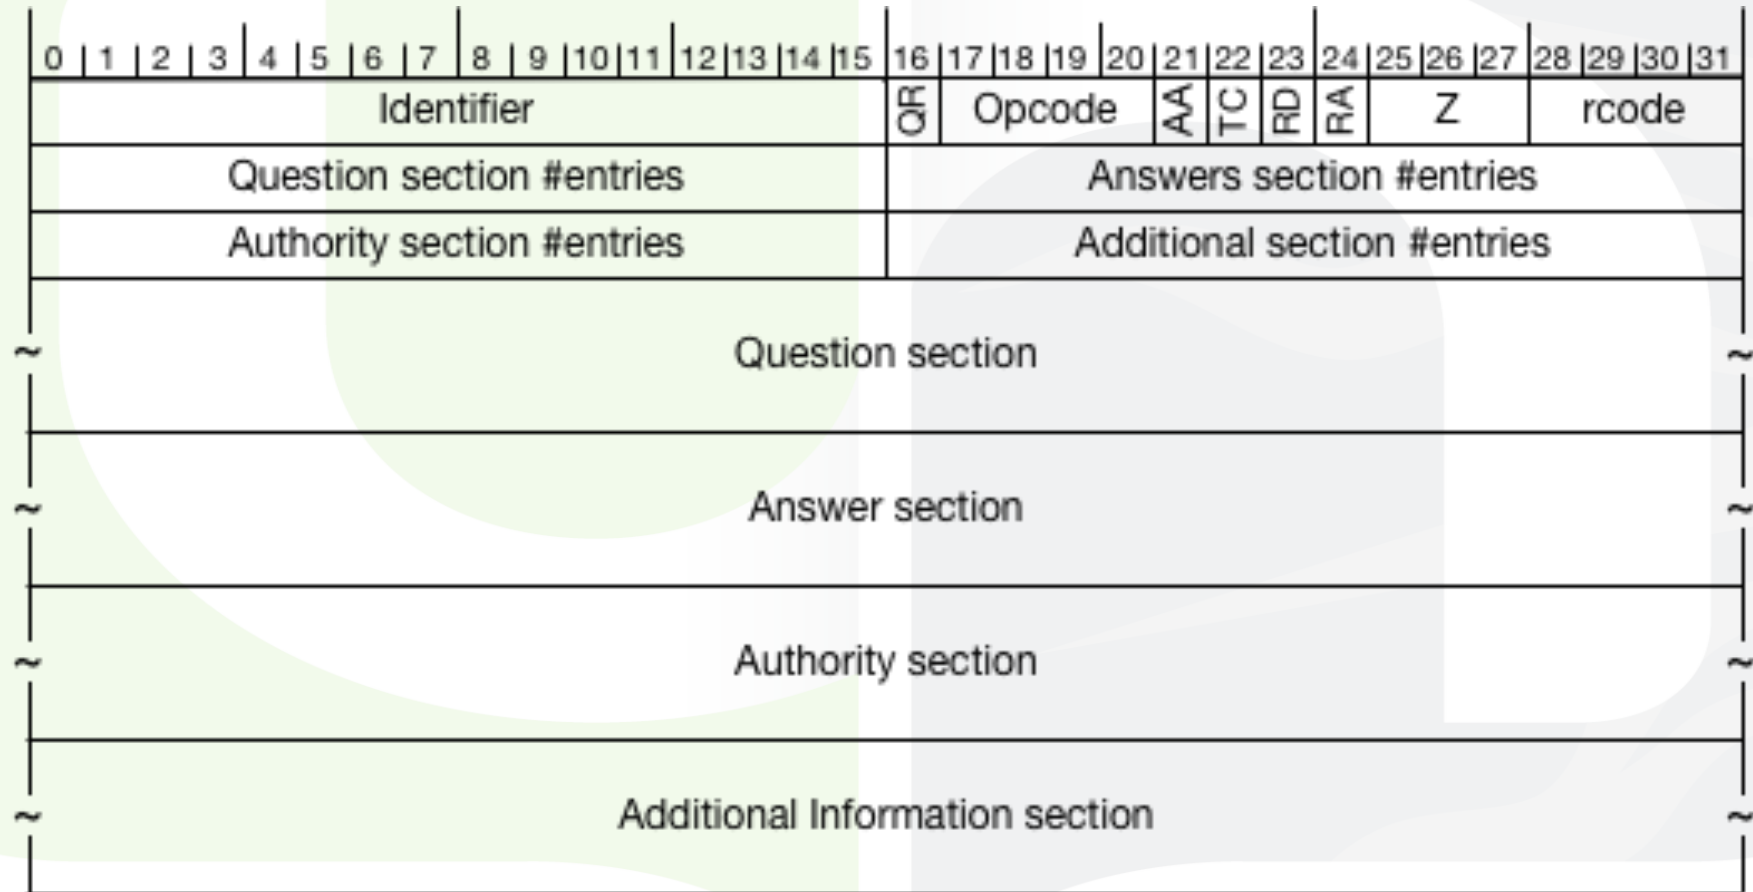 0 1 2 3 4 5 6 7 8 9 10 11 12 13 14 15 16 17 18 19 20 21 22 23 24 25 26 27 28 29 30 31
Identifier QR Opcode AA TC RD RA Z rcode
Question section #entries Answers section #entries
Authority section #entries Additional section #entries
~ Question section ~
~ Answer section ~
~ Authority section ~
~ Additional Information section ~